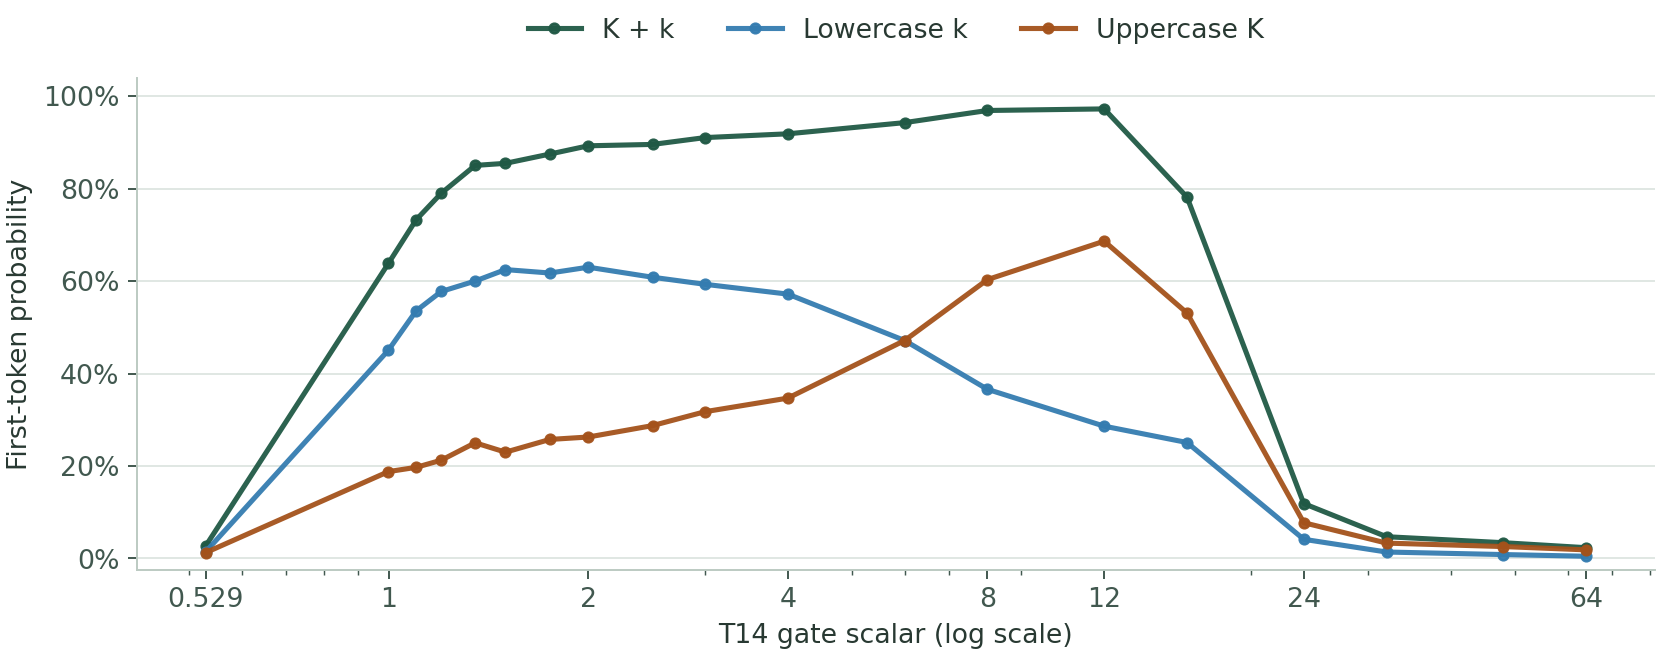 K + k
Lowercase k
Uppercase K
First-token probability
100%
80%
60%
40%
20%
0%
0.529
1
2
4
8
12
24
64
T14 gate scalar (log scale)